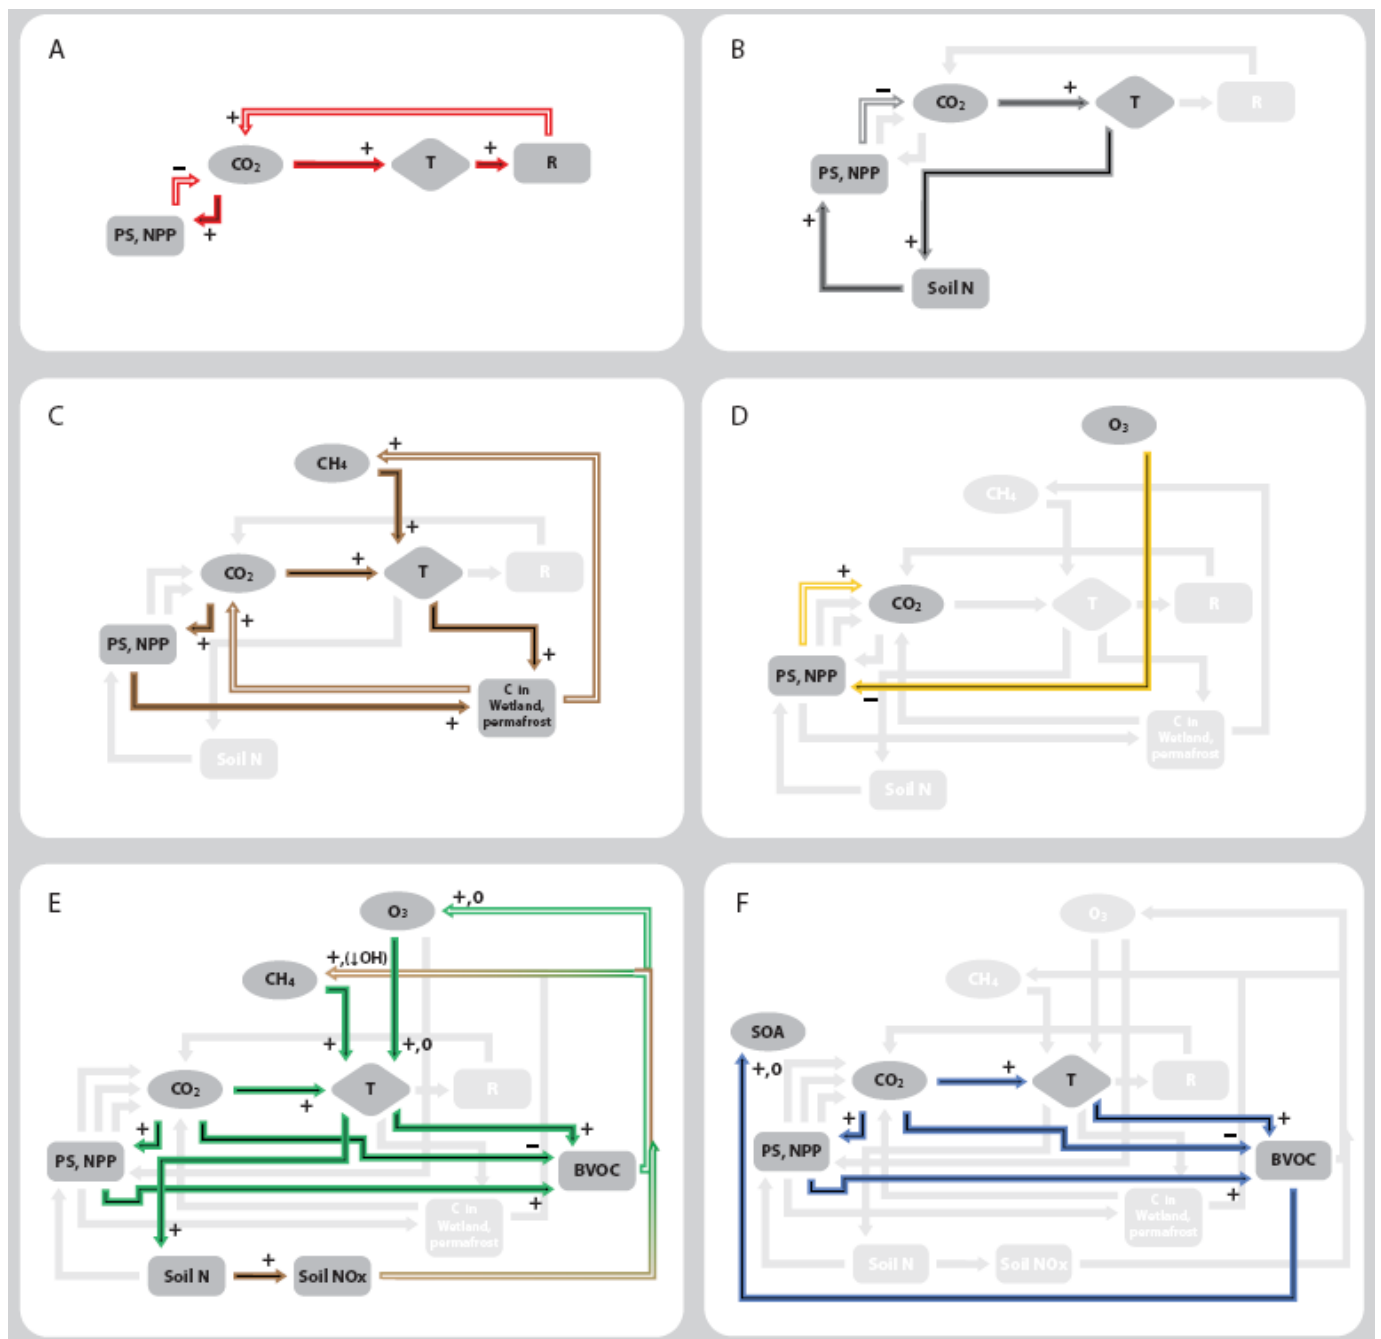 A
+
CO₂
+
T
+
R
−
PS, NPP
+
B
−
CO₂
+
T
R
PS, NPP
+
+
Soil N
C
CH₄
+
+
CO₂
+
T
R
PS, NPP
+
+
+
C in
Wetland,
permafrost
+
Soil N
D
O₃
CH₄
+
CO₂
T
R
PS, NPP
−
C in
Wetland,
permafrost
Soil N
E
O₃
+,0
+,(↓OH)
CH₄
+
+,0
CO₂
+
T
R
+
+
−
PS, NPP
BVOC
+
C in
Wetland,
permafrost
+
Soil N
+
Soil NOx
F
O₃
CH₄
SOA
+,0
CO₂
+
T
R
+
+
−
PS, NPP
BVOC
+
C in
Wetland,
permafrost
Soil N
Soil NOx